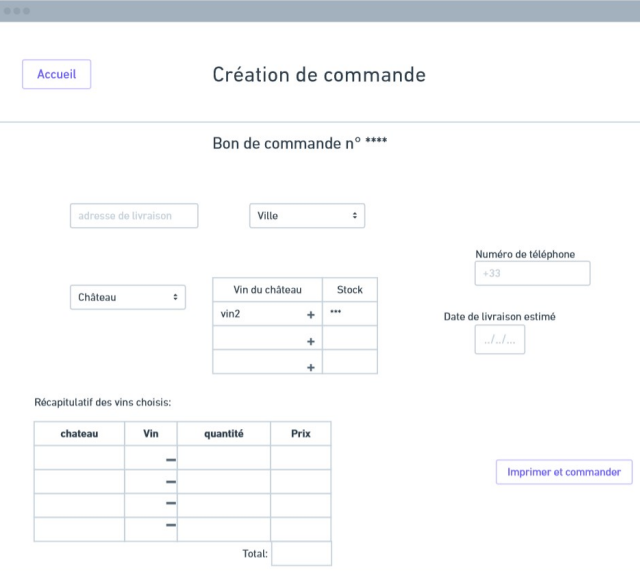 Accueil
Création de commande
Bon de commande n° ****
adresse de livraison
Ville
Numéro de téléphone
+33
Château
Vin du château
Stock
vin2 +
***
+
+
Date de livraison estimé
../../...
Récapitulatif des vins choisis:
chateau
Vin
quantité
Prix
Imprimer et commander
Total: